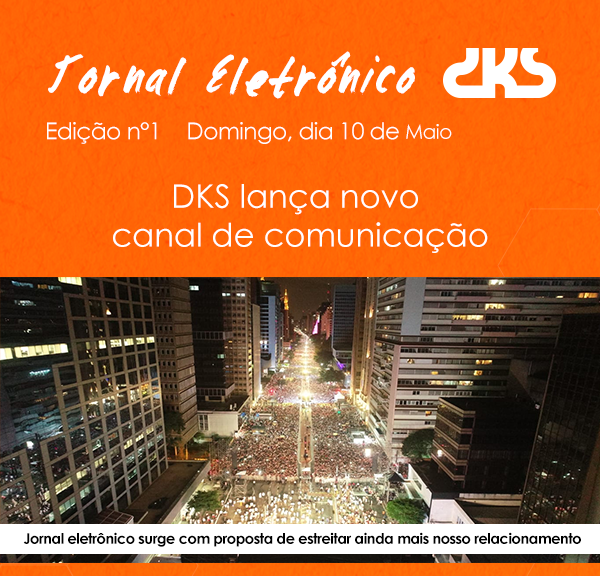 Jornal Eletrônico DKS
Edição nº1 Domingo, dia 10 de Maio
DKS lança novo
canal de comunicação
Jornal eletrônico surge com proposta de estreitar ainda mais nosso relacionamento